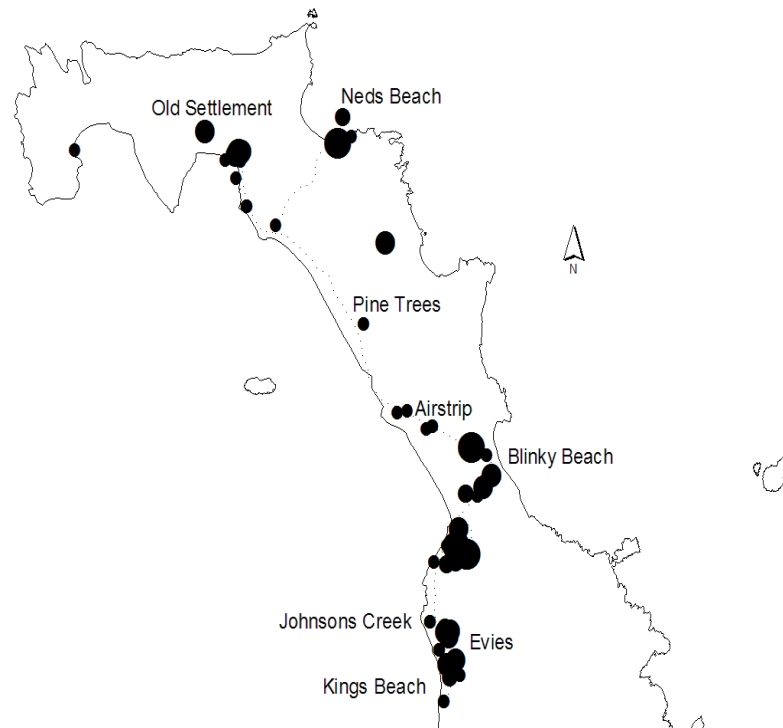 Neds Beach
Old Settlement
N
Pine Trees
Airstrip
Blinky Beach
Johnsons Creek
Evies
Kings Beach